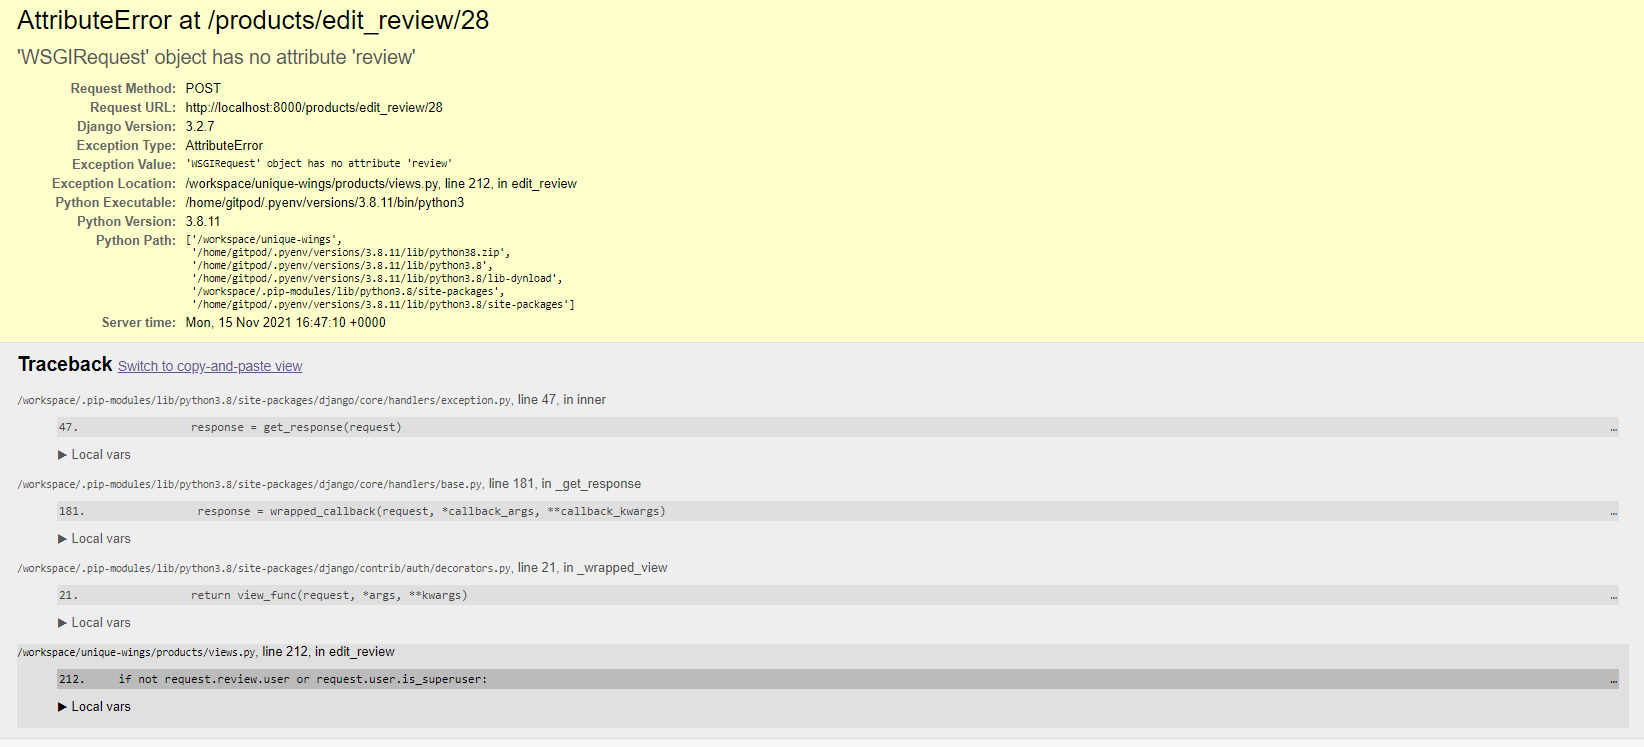 AttributeError at /products/edit_review/28
'WSGIRequest' object has no attribute 'review'
Request Method: POST
Request URL: http://localhost:8000/products/edit_review/28
Django Version: 3.2.7
Exception Type: AttributeError
Exception Value: 'WSGIRequest' object has no attribute 'review'
Exception Location: /workspace/unique-wings/products/views.py, line 212, in edit_review
Python Executable: /home/gitpod/.pyenv/versions/3.8.11/bin/python3
Python Version: 3.8.11
Python Path: ['/workspace/unique-wings',
'/home/gitpod/.pyenv/versions/3.8.11/lib/python38.zip',
'/home/gitpod/.pyenv/versions/3.8.11/lib/python3.8',
'/home/gitpod/.pyenv/versions/3.8.11/lib/python3.8/lib-dynload',
'/workspace/.pip-modules/lib/python3.8/site-packages',
'/home/gitpod/.pyenv/versions/3.8.11/lib/python3.8/site-packages']
Server time: Mon, 15 Nov 2021 16:47:10 +0000
Traceback Switch to copy-and-paste view
/workspace/.pip-modules/lib/python3.8/site-packages/django/core/handlers/exception.py, line 47, in inner
47. response = get_response(request) …
▶ Local vars
/workspace/.pip-modules/lib/python3.8/site-packages/django/core/handlers/base.py, line 181, in _get_response
181. response = wrapped_callback(request, *callback_args, **callback_kwargs) …
▶ Local vars
/workspace/.pip-modules/lib/python3.8/site-packages/django/contrib/auth/decorators.py, line 21, in _wrapped_view
21. return view_func(request, *args, **kwargs) …
▶ Local vars
/workspace/unique-wings/products/views.py, line 212, in edit_review
212. if not request.review.user or request.user.is_superuser: …
▶ Local vars